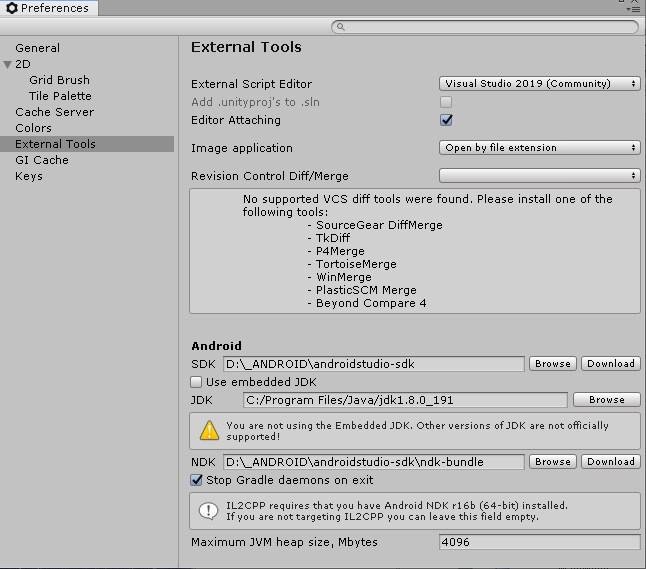 Preferences
General
2D
Grid Brush
Tile Palette
Cache Server
Colors
External Tools
GI Cache
Keys
External Tools
External Script Editor Visual Studio 2019 (Community)
Add .unityproj's to .sln
Editor Attaching
Image application Open by file extension
Revision Control Diff/Merge
No supported VCS diff tools were found. Please install one of the
following tools:
- SourceGear DiffMerge
- TkDiff
- P4Merge
- TortoiseMerge
- WinMerge
- PlasticSCM Merge
- Beyond Compare 4
Android
SDK D:\_ANDROID\androidstudio-sdk Browse Download
Use embedded JDK
JDK C:/Program Files/Java/jdk1.8.0_191 Browse
You are not using the Embedded JDK. Other versions of JDK are not officially
supported!
NDK D:\_ANDROID\androidstudio-sdk\ndk-bundle Browse Download
Stop Gradle daemons on exit
IL2CPP requires that you have Android NDK r16b (64-bit) installed.
If you are not targeting IL2CPP you can leave this field empty.
Maximum JVM heap size, Mbytes 4096